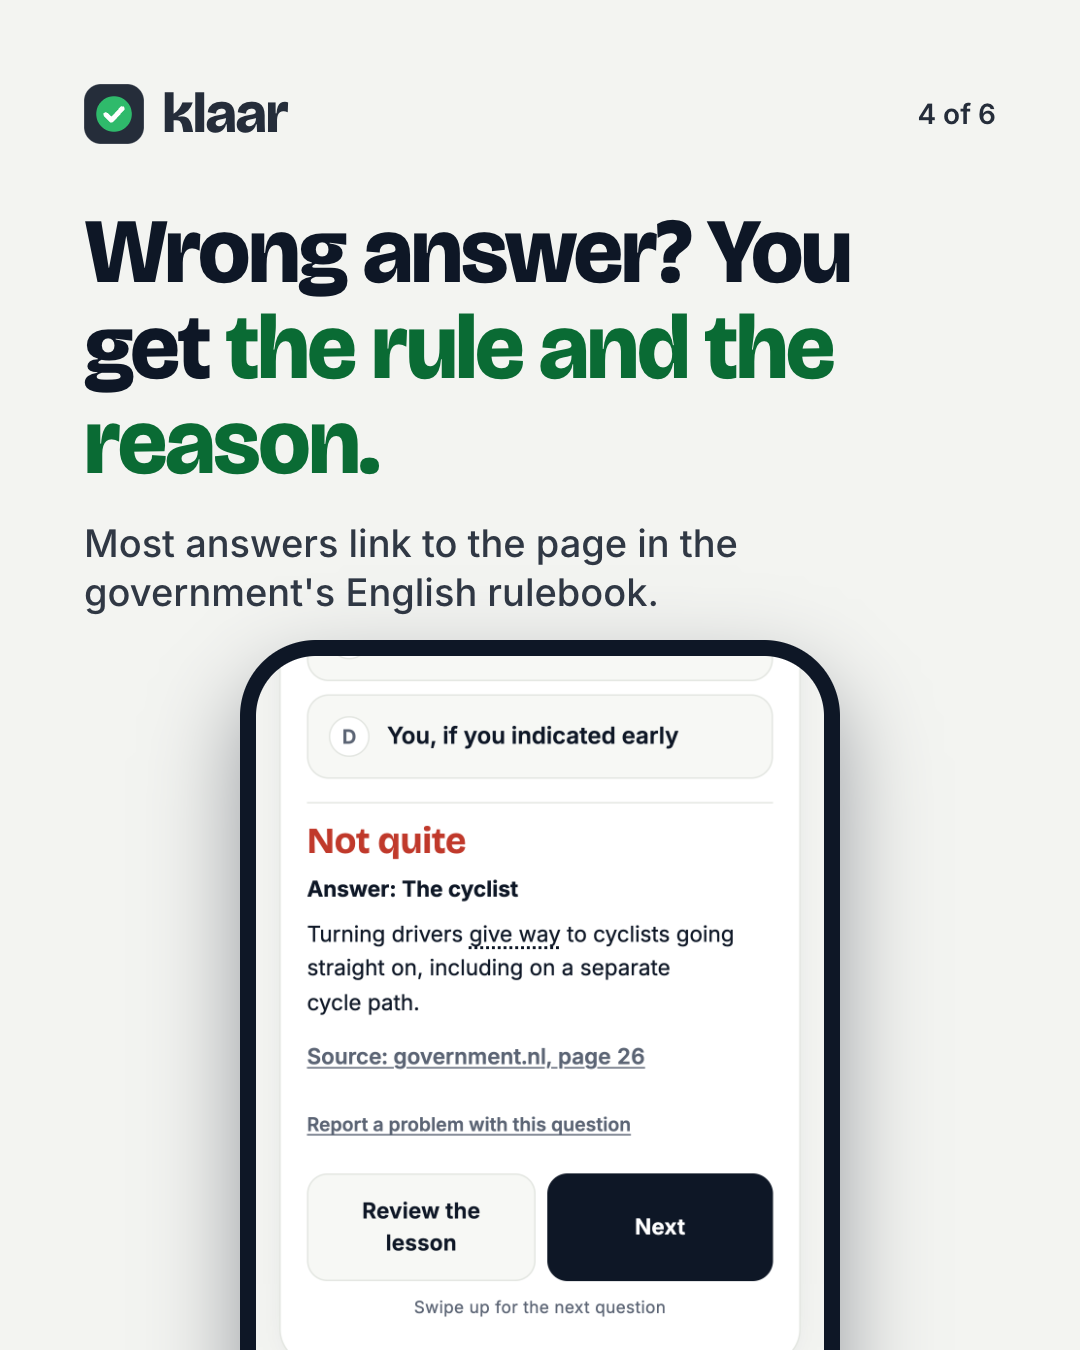 klaar
4 of 6
Wrong answer? You
get the rule and the
reason.
Most answers link to the page in the
government's English rulebook.
D You, if you indicated early
Not quite
Answer: The cyclist
Turning drivers give way to cyclists going
straight on, including on a separate
cycle path.
Source: government.nl, page 26
Report a problem with this question
Review the
lesson
Next
Swipe up for the next question